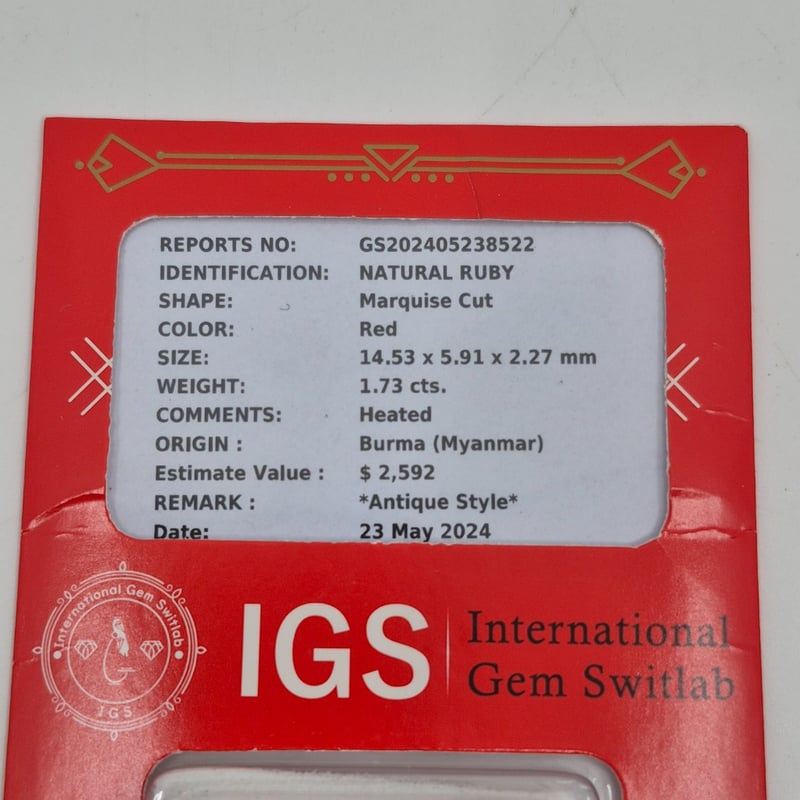 REPORTS NO: GS202405238522
IDENTIFICATION: NATURAL RUBY
SHAPE: Marquise Cut
COLOR: Red
SIZE: 14.53 x 5.91 x 2.27 mm
WEIGHT: 1.73 cts.
COMMENTS: Heated
ORIGIN : Burma (Myanmar)
Estimate Value : $ 2,592
REMARK : *Antique Style*
Date: 23 May 2024
International Gem Switlab
IGS
IGS
International
Gem Switlab